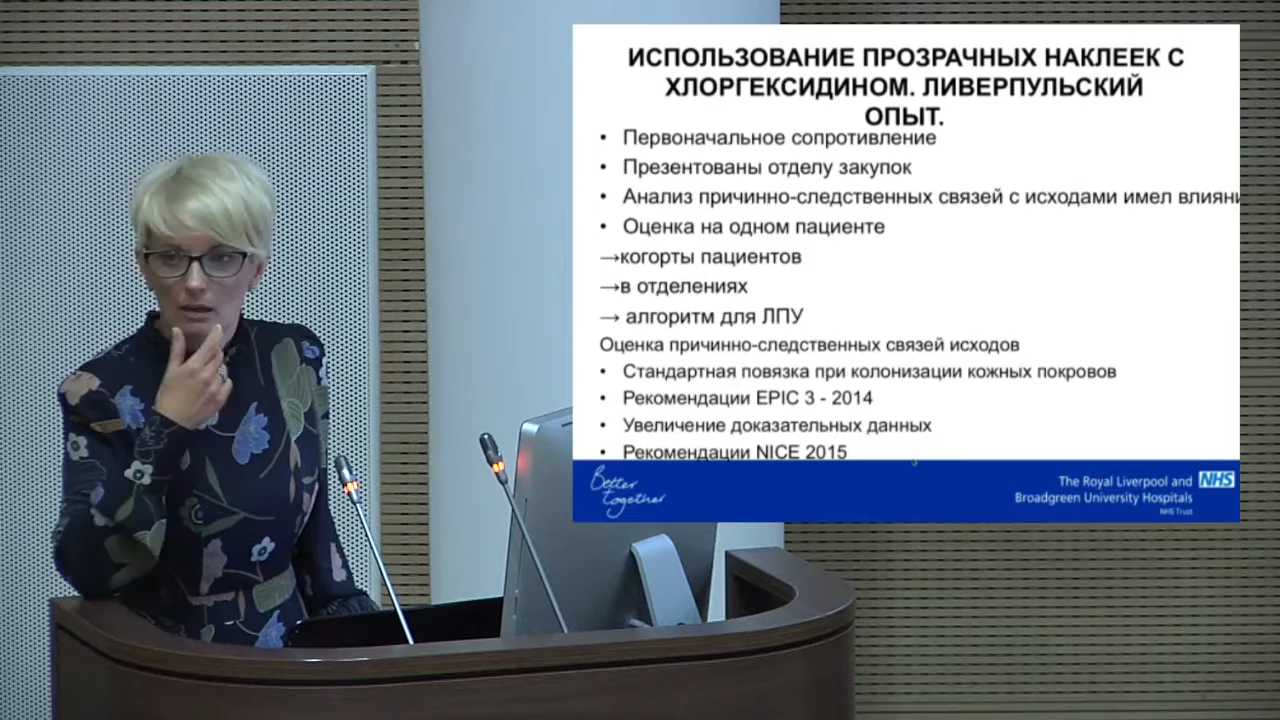 ИСПОЛЬЗОВАНИЕ ПРОЗРАЧНЫХ НАКЛЕЕК С
ХЛОРГЕКСИДИНОМ. ЛИВЕРПУЛЬСКИЙ
ОПЫТ.
• Первоначальное сопротивление
• Презентованы отделу закупок
• Анализ причинно-следственных связей с исходами имел влияни
• Оценка на одном пациенте
→когорты пациентов
→в отделениях
→ алгоритм для ЛПУ
Оценка причинно-следственных связей исходов
• Стандартная повязка при колонизации кожных покровов
• Рекомендации EPIC 3 - 2014
• Увеличение доказательных данных
• Рекомендации NICE 2015
Better
together
The Royal Liverpool and NHS
Broadgreen University Hospitals
NHS Trust